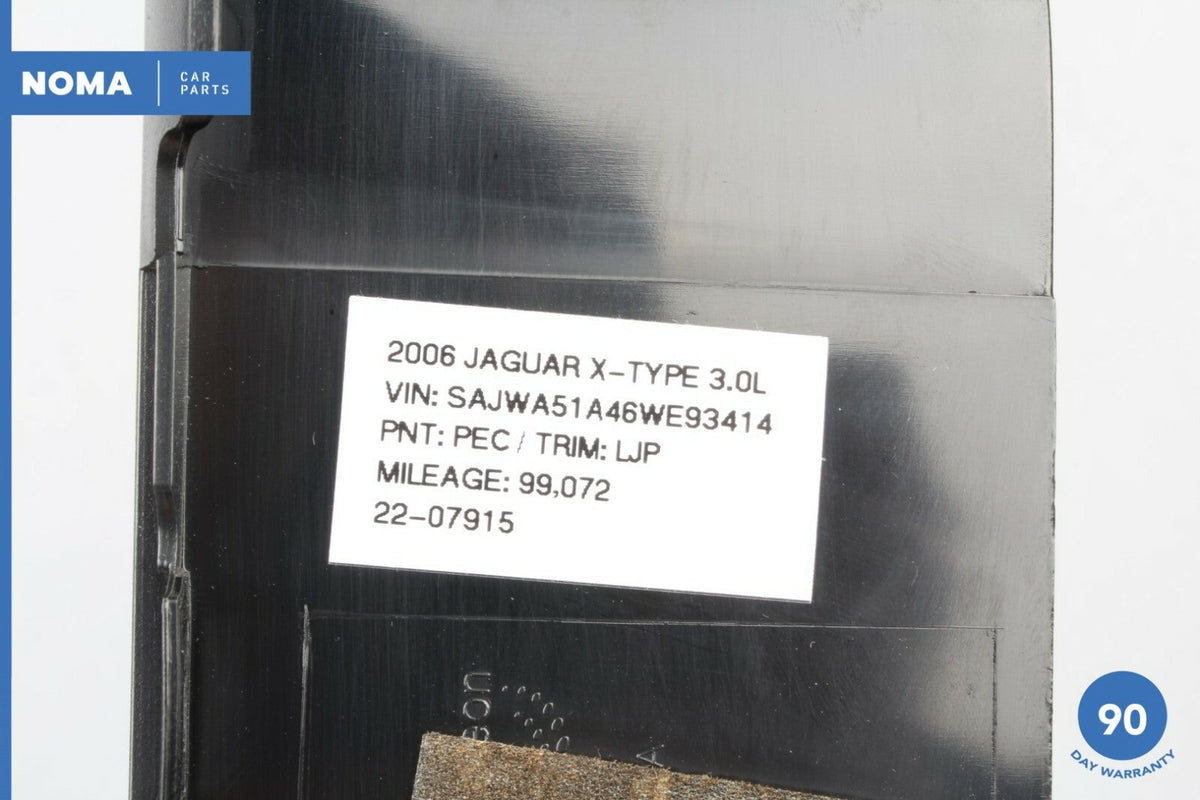 NOMA CAR PARTS
2006 JAGUAR X-TYPE 3.0L
VIN: SAJWA51A46WE93414
PNT: PEC / TRIM: LJP
MILEAGE: 99,072
22-07915
90
DAY WARRANTY